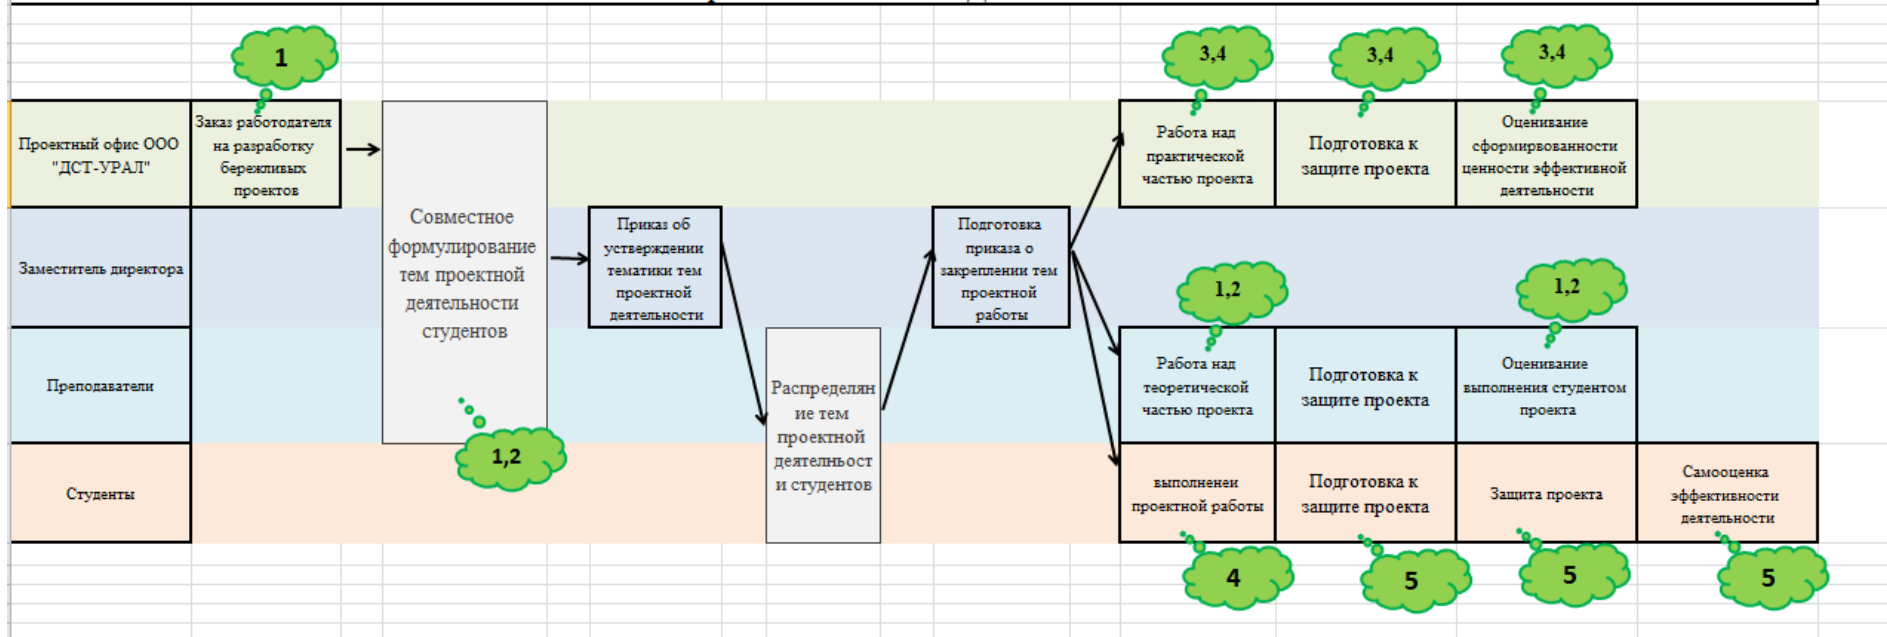 1
3,4
3,4
3,4
Проектный офис ООО
"ДСТ-УРАЛ"
Заказ работодателя
на разработку
бережливых
проектов
Работа над
практической
частью проекта
Подготовка к
защите проекта
Оценивание
сформирвованности
ценности эффективной
деятельности
Заместитель директора
Совместное
формулирование
тем проектной
деятельности
студентов
Приказ об
утверждении
тематики тем
проектной
деятельности
Подготовка
приказа о
закреплении тем
проектной
работы
1,2
1,2
Преподаватели
Распределян
ие тем
проектной
деятелньост
и студентов
Работа над
теоретической
частью проекта
Подготовка к
защите проекта
Оценивание
выполнения студентом
проекта
1,2
Студенты
выполненеи
проектной работы
Подготовка к
защите проекта
Защита проекта
Самооценка
эффективности
деятельности
4
5
5
5